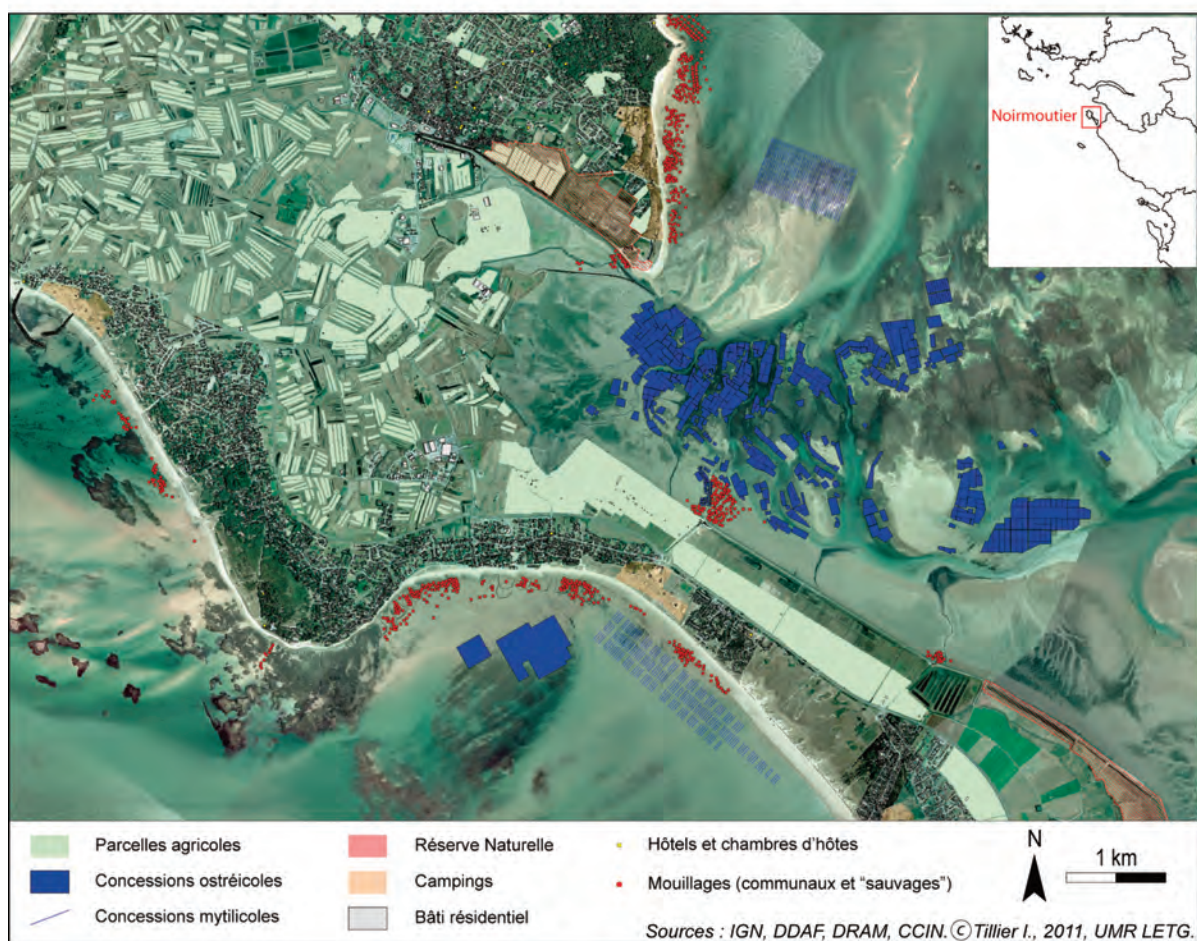 Noirmoutier
Parcelles agricoles
Concessions ostréicoles
Concessions mytilicoles
Réserve Naturelle
Campings
Bâti résidentiel
Hôtels et chambres d'hôtes
Mouillages (communaux et "sauvages")
N
1 km
Sources : IGN, DDAF, DRAM, CCIN. © Tillier I., 2011, UMR LETG.